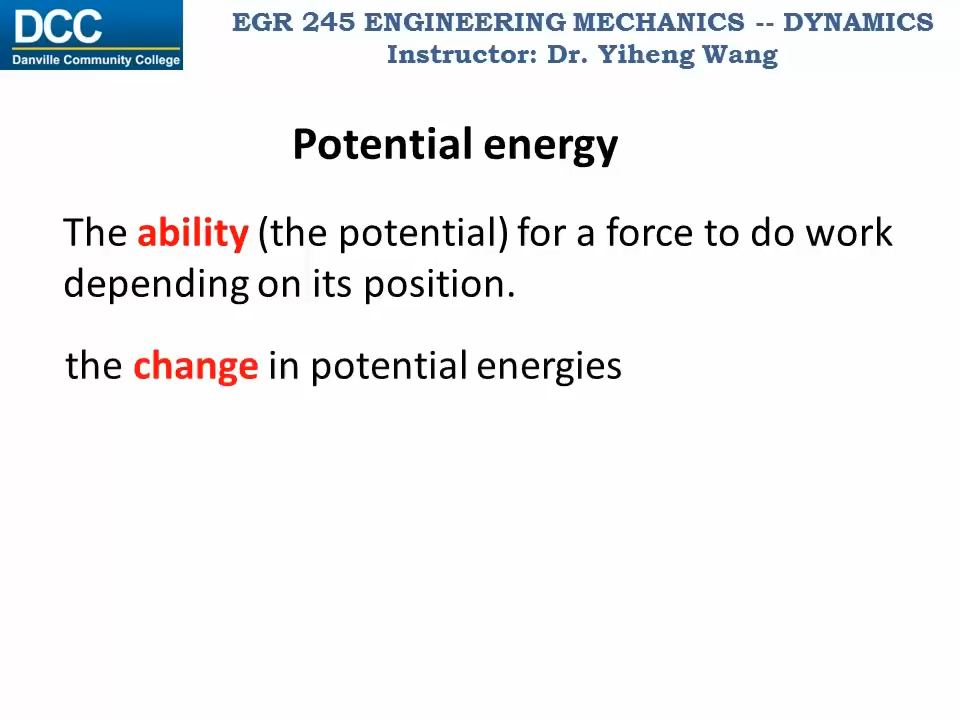 DCC
Danville Community College
EGR 245 ENGINEERING MECHANICS -- DYNAMICS
Instructor: Dr. Yiheng Wang
Potential energy
The ability (the potential) for a force to do work
depending on its position.
the change in potential energies